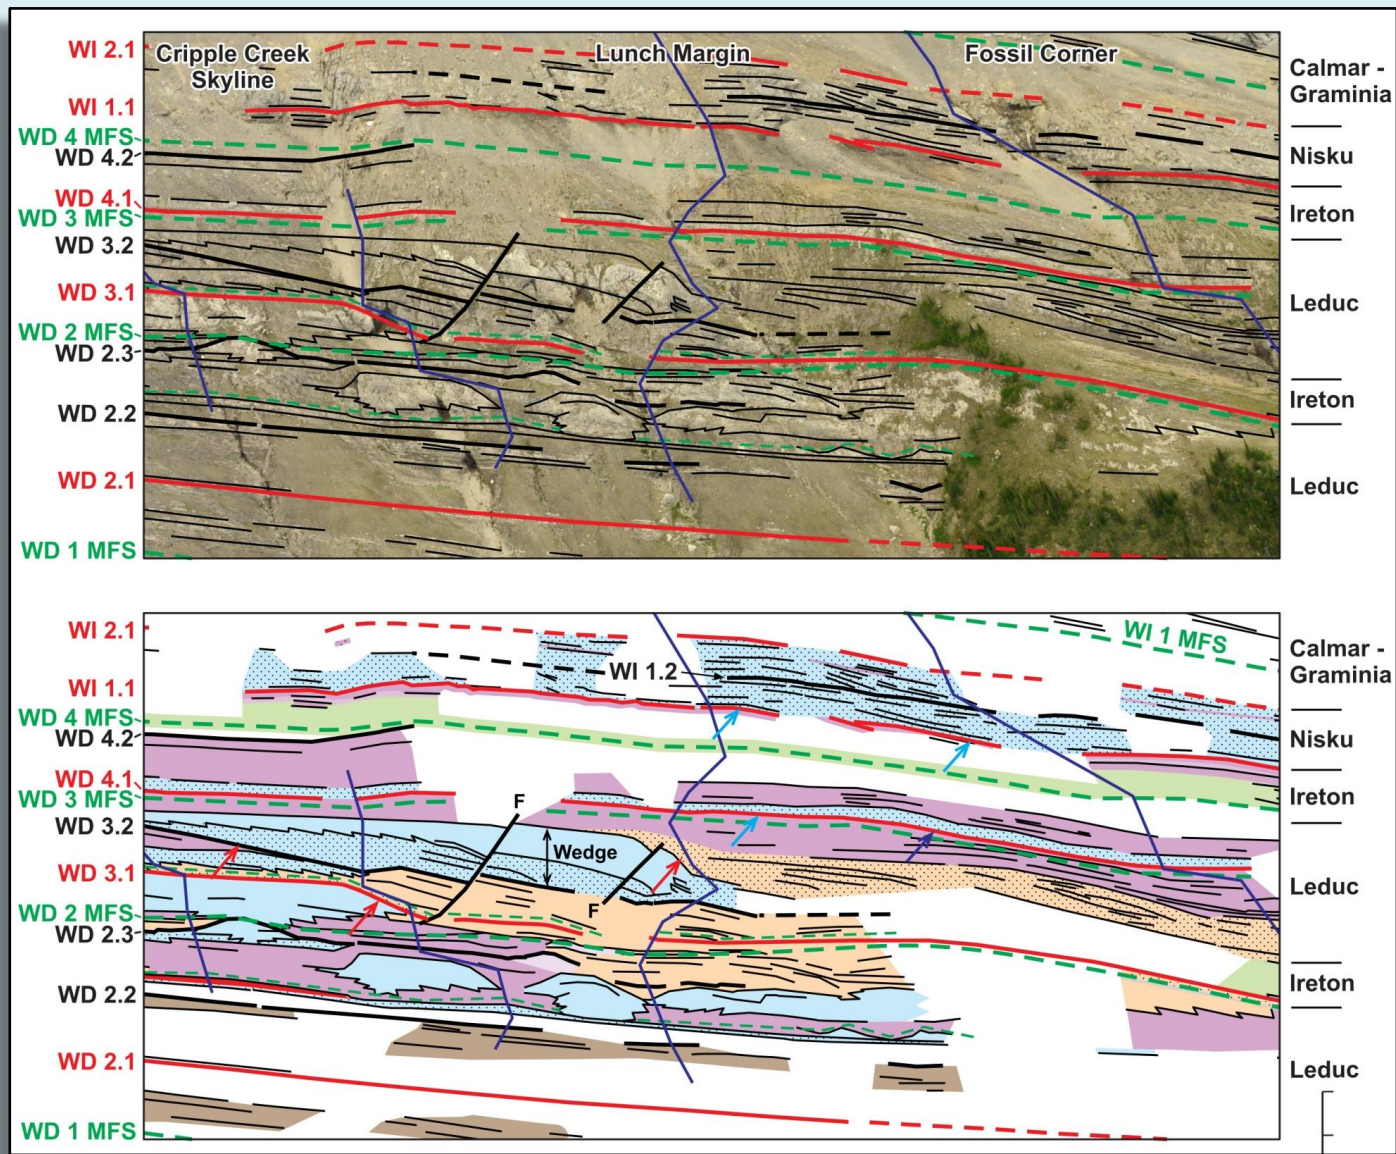 WI 2.1
Cripple Creek
Skyline
Lunch Margin
Fossil Corner
Calmar -
Graminia
WI 1.1
WD 4 MFS
WD 4.2
Nisku
WD 4.1
WD 3 MFS
Ireton
WD 3.2
WD 3.1
Leduc
WD 2 MFS
WD 2.3
Ireton
WD 2.2
WD 2.1
Leduc
WD 1 MFS
WI 2.1
WI 1 MFS
Calmar -
Graminia
WI 1.2
WI 1.1
WD 4 MFS
WD 4.2
Nisku
WD 4.1
WD 3 MFS
F
Ireton
WD 3.2
Wedge
WD 3.1
Leduc
F
WD 2 MFS
WD 2.3
Ireton
WD 2.2
WD 2.1
Leduc
WD 1 MFS